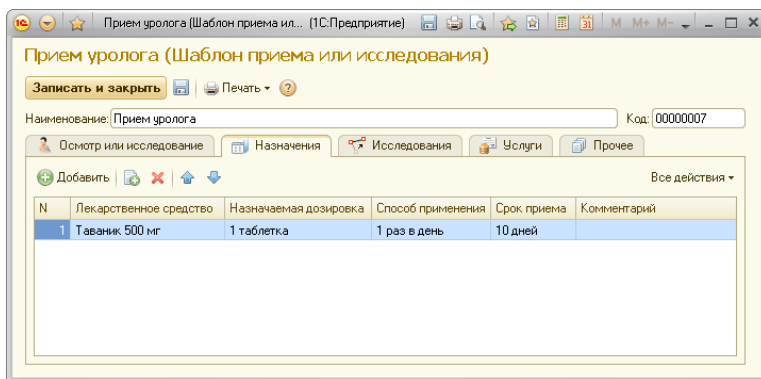 Прием уролога (Шаблон приема ил... (1С:Предприятие) 31 M M+ M-
Прием уролога (Шаблон приема или исследования)
Записать и закрыть Печать
Наименование: Прием уролога Код: 00000007
Осмотр или исследование Назначения Исследования Услуги Прочее
Добавить Все действия
N Лекарственное средство Назначаемая дозировка Способ применения Срок приема Комментарий
1 Таваник 500 мг 1 таблетка 1 раз в день 10 дней